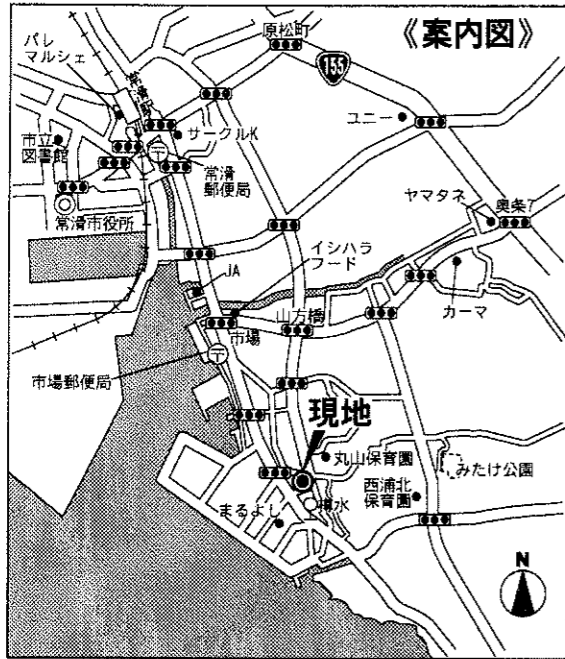 《案内図》
原松町
155
パレ
マルシェ
常滑駅
ユニー
サークルK
市立
図書館
常滑
郵便局
常滑市役所
ヤマタネ
奥条7
イシハラ
フード
JA
カーマ
山方橋
市場
市場郵便局
現地
丸山保育園
みたけ公園
西浦北
保育園
まるよし
N